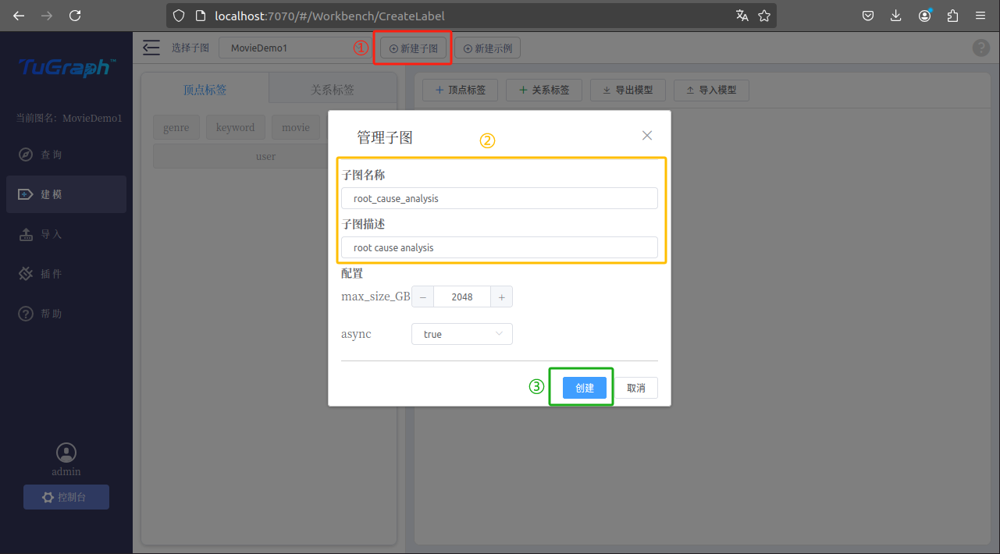 localhost:7070/#/Workbench/CreateLabel
TuGraph™
选择子图
MovieDemo1
①
新建子图
新建示例
?
当前图名：MovieDemo1
查询
建模
导入
插件
帮助
admin
控制台
顶点标签
关系标签
genre
keyword
movie
user
+ 顶点标签
+ 关系标签
导出模型
导入模型
管理子图
②
子图名称
root_cause_analysis
子图描述
root cause analysis
配置
max_size_GB
− 2048 +
async
true
③
创建
取消